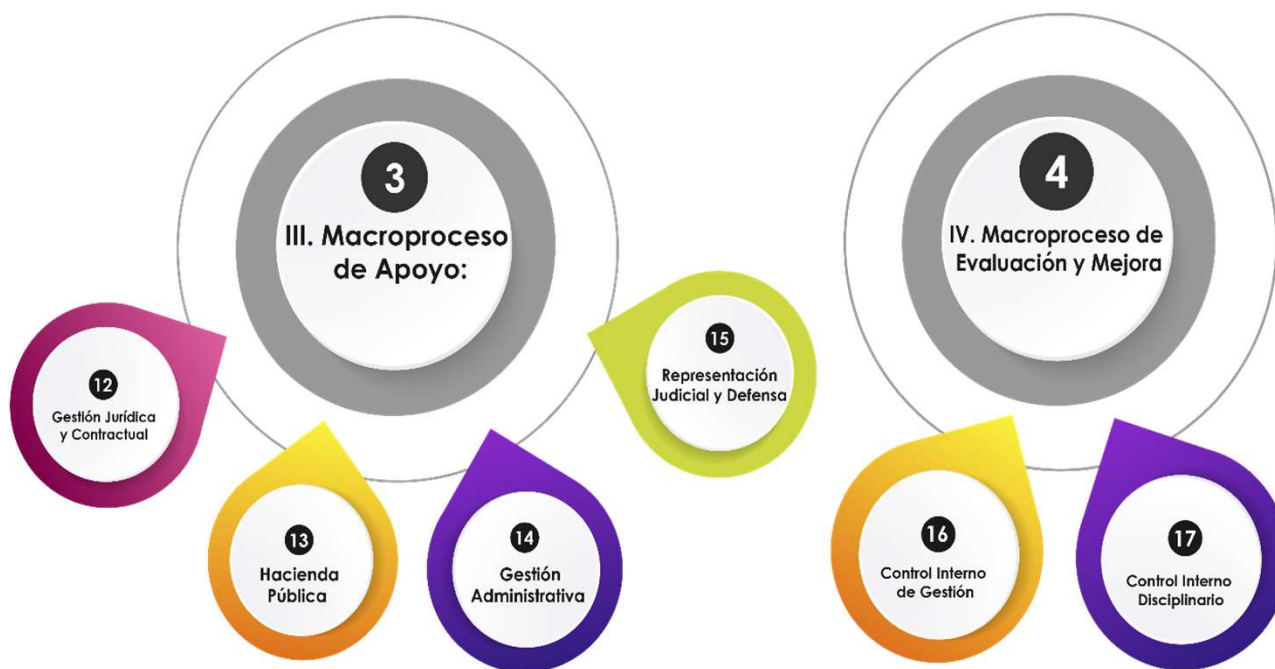 3
III. Macroproceso
de Apoyo:
12
Gestión Jurídica
y Contractual
13
Hacienda
Pública
14
Gestión
Administrativa
15
Representación
Judicial y Defensa
4
IV. Macroproceso de
Evaluación y Mejora
16
Control Interno
de Gestión
17
Control Interno
Disciplinario